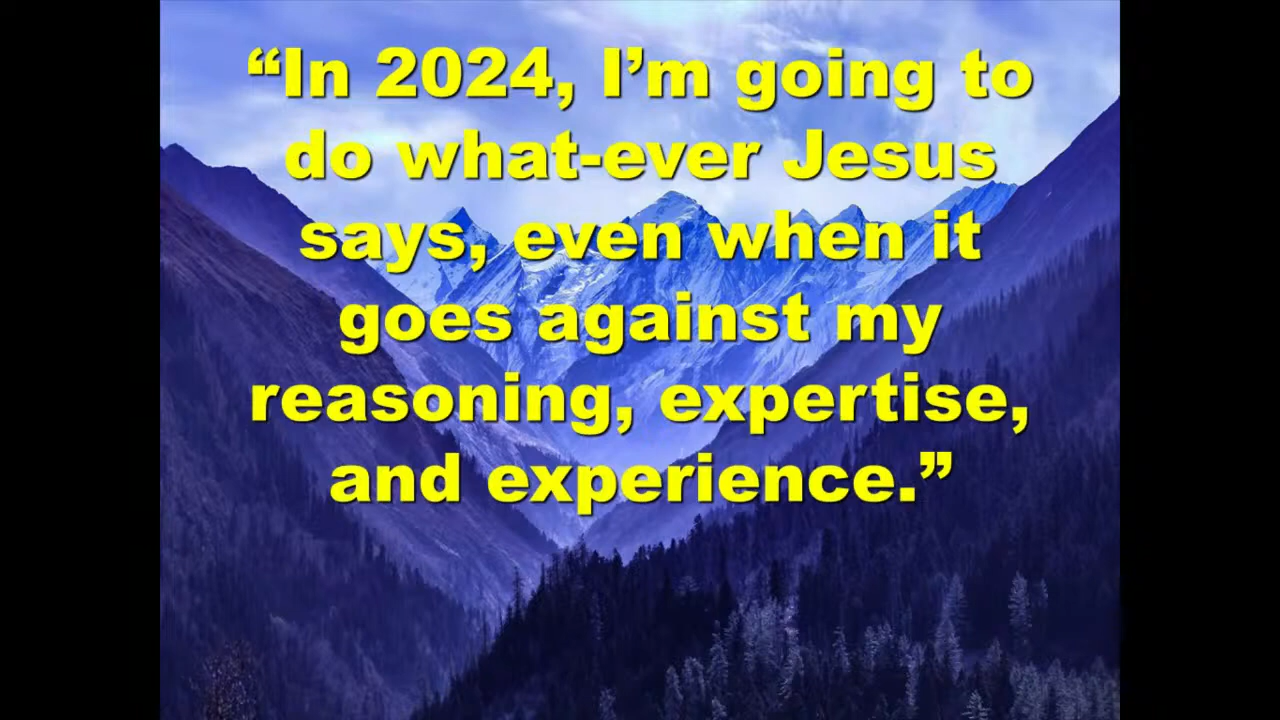 “In 2024, I’m going to
do what-ever Jesus
says, even when it
goes against my
reasoning, expertise,
and experience.”